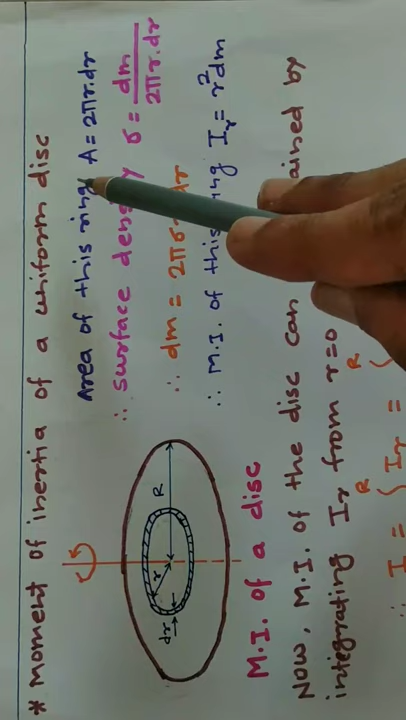 * Moment of inertia of a uniform disc
Area of this ring A = 2πr.dr
∴ surface density σ = dm / 2πr.dr
∴ dm = 2πσ
∴ M.I. of this ring Iᵣ = r²dm
dr
r
R
M.I. of a disc
Now, M.I. of the disc can
integrating Iᵣ from r=0
∴ I = ∫ᴿ Iᵣ = ∫ᴿ